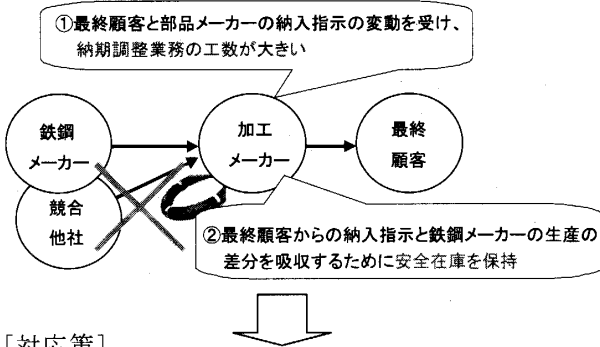 ①最終顧客と部品メーカーの納入指示の変動を受け、
納期調整業務の工数が大きい
鉄鋼
メーカー
加工
メーカー
最終
顧客
競合
他社
②最終顧客からの納入指示と鉄鋼メーカーの生産の
差分を吸収するために安全在庫を保持
[対応策]